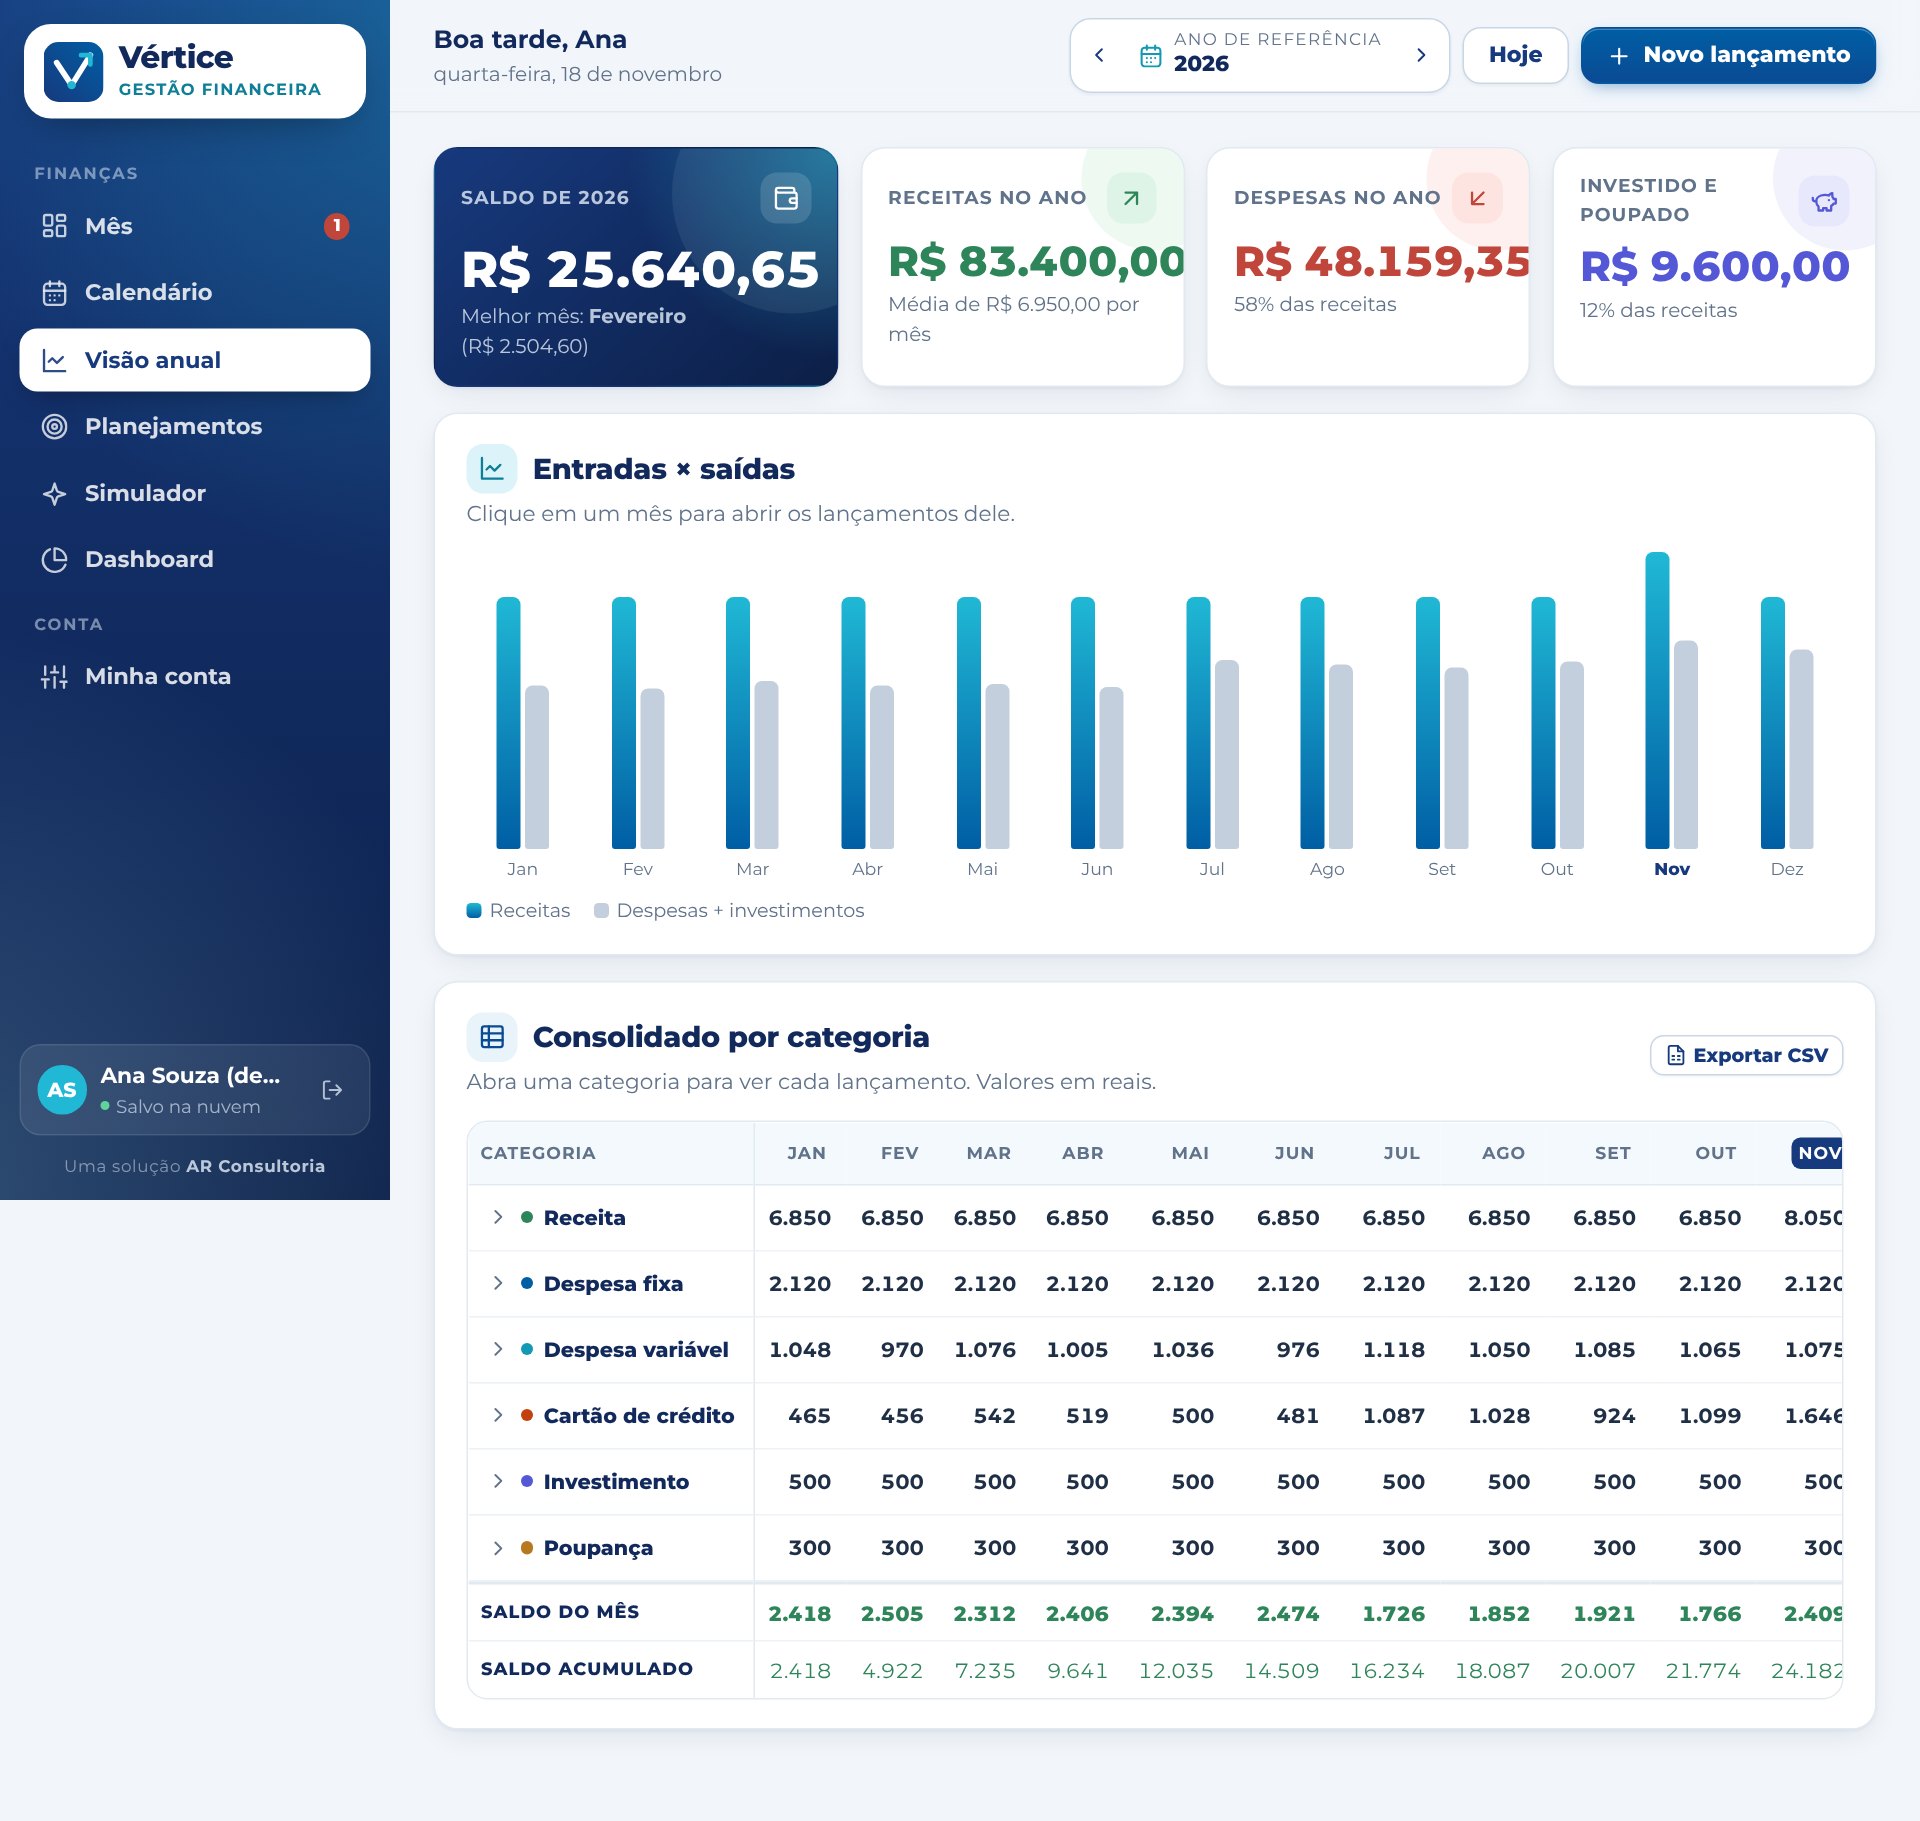 Vértice
GESTÃO FINANCEIRA
FINANÇAS
Mês 1
Calendário
Visão anual
Planejamentos
Simulador
Dashboard
CONTA
Minha conta
AS Ana Souza (de...
Salvo na nuvem
Uma solução AR Consultoria
Boa tarde, Ana
quarta-feira, 18 de novembro
ANO DE REFERÊNCIA
2026
Hoje
+ Novo lançamento
SALDO DE 2026
R$ 25.640,65
Melhor mês: Fevereiro
(R$ 2.504,60)
RECEITAS NO ANO
R$ 83.400,00
Média de R$ 6.950,00 por
mês
DESPESAS NO ANO
R$ 48.159,35
58% das receitas
INVESTIDO E
POUPADO
R$ 9.600,00
12% das receitas
Entradas × saídas
Clique em um mês para abrir os lançamentos dele.
Jan Fev Mar Abr Mai Jun Jul Ago Set Out Nov Dez
Receitas Despesas + investimentos
Consolidado por categoria
Abra uma categoria para ver cada lançamento. Valores em reais.
Exportar CSV
CATEGORIA JAN FEV MAR ABR MAI JUN JUL AGO SET OUT NOV
Receita 6.850 6.850 6.850 6.850 6.850 6.850 6.850 6.850 6.850 6.850 8.050
Despesa fixa 2.120 2.120 2.120 2.120 2.120 2.120 2.120 2.120 2.120 2.120 2.120
Despesa variável 1.048 970 1.076 1.005 1.036 976 1.118 1.050 1.085 1.065 1.075
Cartão de crédito 465 456 542 519 500 481 1.087 1.028 924 1.099 1.646
Investimento 500 500 500 500 500 500 500 500 500 500 500
Poupança 300 300 300 300 300 300 300 300 300 300 300
SALDO DO MÊS 2.418 2.505 2.312 2.406 2.394 2.474 1.726 1.852 1.921 1.766 2.409
SALDO ACUMULADO 2.418 4.922 7.235 9.641 12.035 14.509 16.234 18.087 20.007 21.774 24.182